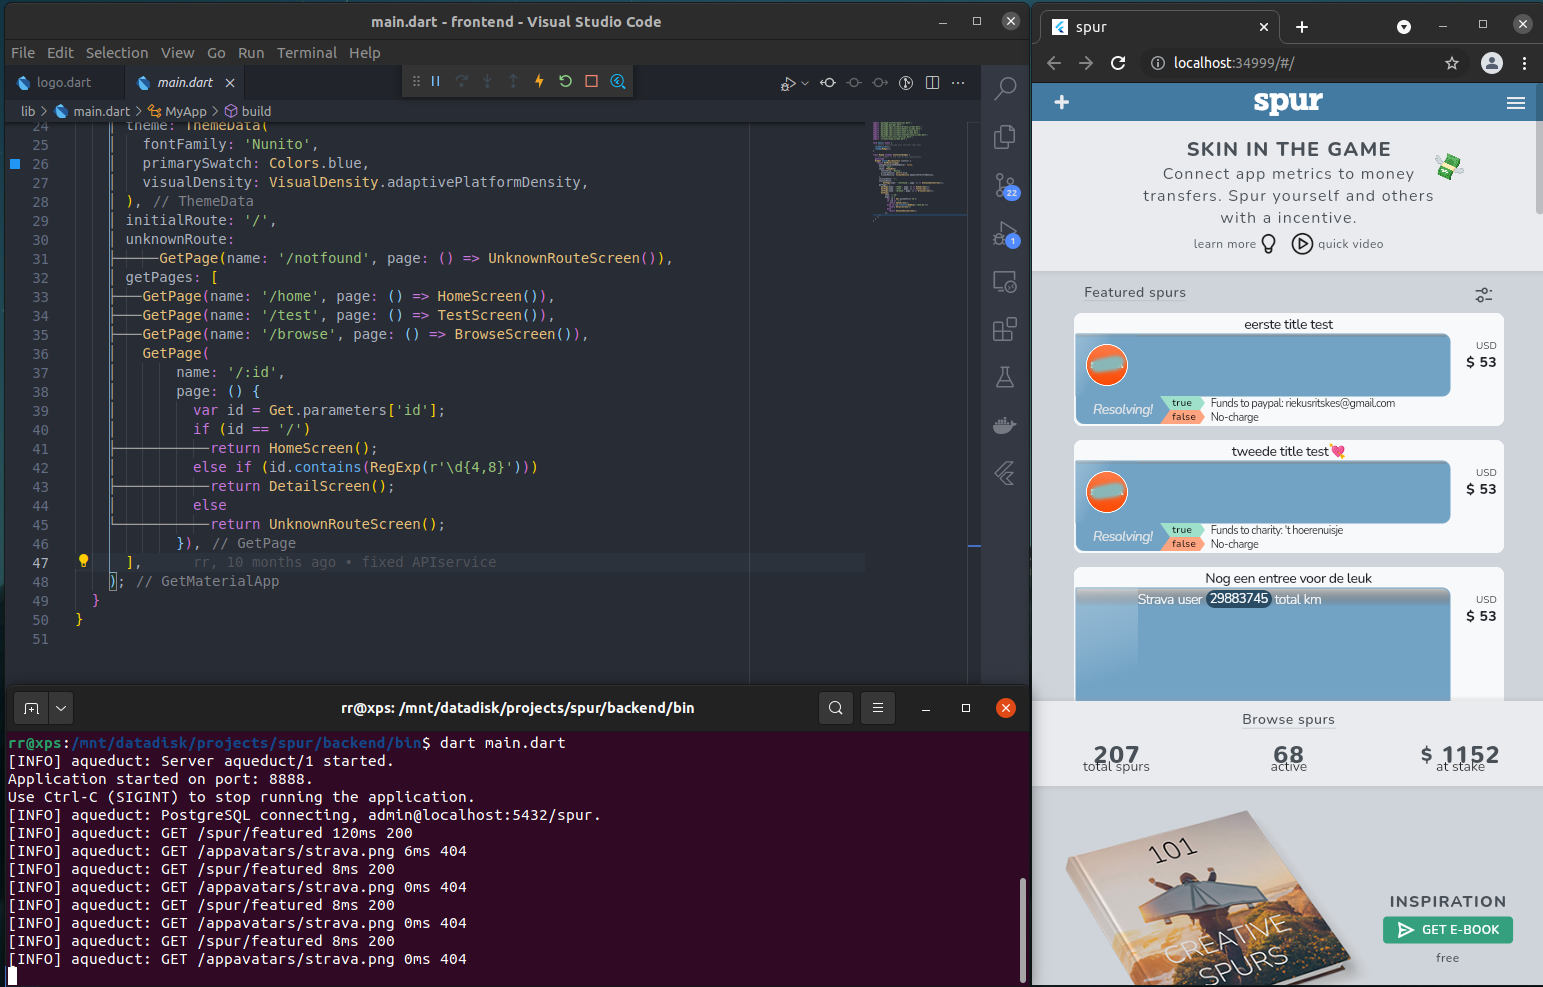 main.dart - frontend - Visual Studio Code
File Edit Selection View Go Run Terminal Help
logo.dart
main.dart
lib > main.dart > MyApp > build
24 theme: ThemeData(
25 fontFamily: 'Nunito',
26 primarySwatch: Colors.blue,
27 visualDensity: VisualDensity.adaptivePlatformDensity,
28 ), // ThemeData
29 initialRoute: '/',
30 unknownRoute:
31 GetPage(name: '/notfound', page: () => UnknownRouteScreen()),
32 getPages: [
33 GetPage(name: '/home', page: () => HomeScreen()),
34 GetPage(name: '/test', page: () => TestScreen()),
35 GetPage(name: '/browse', page: () => BrowseScreen()),
36 GetPage(
37 name: '/:id',
38 page: () {
39 var id = Get.parameters['id'];
40 if (id == '/')
41 return HomeScreen();
42 else if (id.contains(RegExp(r'\d{4,8}')))
43 return DetailScreen();
44 else
45 return UnknownRouteScreen();
46 }), // GetPage
47 ], rr, 10 months ago • fixed APIservice
48 ); // GetMaterialApp
49 }
50 }
51
22
1
rr@xps: /mnt/datadisk/projects/spur/backend/bin
rr@xps:/mnt/datadisk/projects/spur/backend/bin$ dart main.dart
[INFO] aqueduct: Server aqueduct/1 started.
Application started on port: 8888.
Use Ctrl-C (SIGINT) to stop running the application.
[INFO] aqueduct: PostgreSQL connecting, admin@localhost:5432/spur.
[INFO] aqueduct: GET /spur/featured 120ms 200
[INFO] aqueduct: GET /appavatars/strava.png 6ms 404
[INFO] aqueduct: GET /spur/featured 8ms 200
[INFO] aqueduct: GET /appavatars/strava.png 0ms 404
[INFO] aqueduct: GET /spur/featured 8ms 200
[INFO] aqueduct: GET /appavatars/strava.png 0ms 404
[INFO] aqueduct: GET /spur/featured 8ms 200
[INFO] aqueduct: GET /appavatars/strava.png 0ms 404
spur
localhost:34999/#/
spur
SKIN IN THE GAME
Connect app metrics to money
transfers. Spur yourself and others
with a incentive.
learn more quick video
Featured spurs
eerste title test
USD
$ 53
Resolving!
true Funds to paypal: riekusritskes@gmail.com
false No-charge
tweede title test💘
USD
$ 53
Resolving!
true Funds to charity: 't hoerenuisje
false No-charge
Nog een entree voor de leuk
Strava user 29883745 total km
USD
$ 53
Browse spurs
207 68 $ 1152
total spurs active at stake
101
CREATIVE
SPURS
INSPIRATION
GET E-BOOK
free